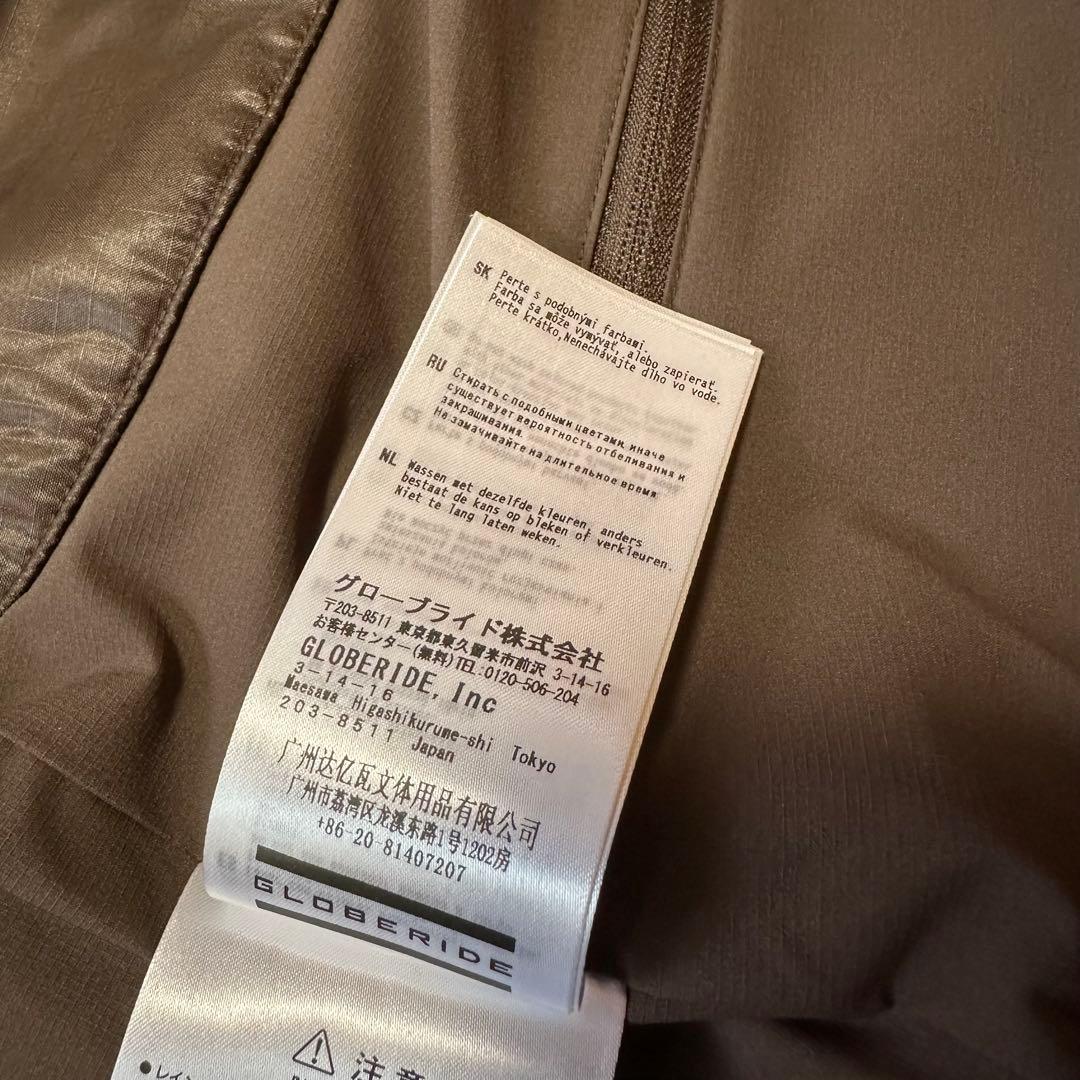 SK Perte s podobnými farbami.
Farba sa môže vymývať, alebo zapierať.
Perte krátko,Nenechávajte dlho vo vode.
RU Стирать с подобными цветами, иначе
существует вероятность отбеливания и
закрашивания.
Не замачивайте на длительное время
NL Wassen met dezelfde kleuren, anders
bestaat de kans op bleken of verkleuren.
Niet te lang laten weken.
グローブライド株式会社
〒203-8511 東京都東久留米市前沢 3-14-16
お客様センター(無料)TEL:0120-506-204
GLOBERIDE, Inc
3-14-16
Maesawa Higashikurume-shi Tokyo
203-8511 Japan
广州达亿瓦文体用品有限公司
广州市荔湾区龙溪东路1号1202房
+86-20-81407207
GLOBERIDE
注意
●レイン